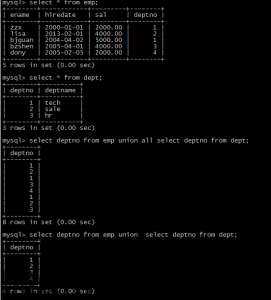 mysql> select * from emp;
+--------+------------+---------+--------+
| ename | hiredate | sal | deptno |
+--------+------------+---------+--------+
| zzx | 2000-01-01 | 2000.00 | 1 |
| lisa | 2013-02-01 | 4000.00 | 2 |
| bjguan | 2004-04-02 | 5000.00 | 1 |
| bzshen | 2005-04-01 | 4000.00 | 3 |
| dony | 2005-02-05 | 2000.00 | 4 |
+--------+------------+---------+--------+
5 rows in set (0.00 sec)
mysql> select * from dept;
+--------+----------+
| deptno | deptname |
+--------+----------+
| 1 | tech
| 2 | sale
| 3 | hr
+--------+----------+
3 rows in set (0.00 sec)
mysql> select deptno from emp union all select deptno from dept;
+--------+
| deptno |
+--------+
| 1 |
| 2 |
| 1 |
| 3 |
| 4 |
| 1 |
| 2 |
| 3 |
+--------+
8 rows in set (0.00 sec)
mysql> select deptno from emp union select deptno from dept;
+--------+
| deptno |
+--------+
| 1 |
| 2 |
| 3 |
| 4 |
+--------+
4 rows in set (0.00 sec)